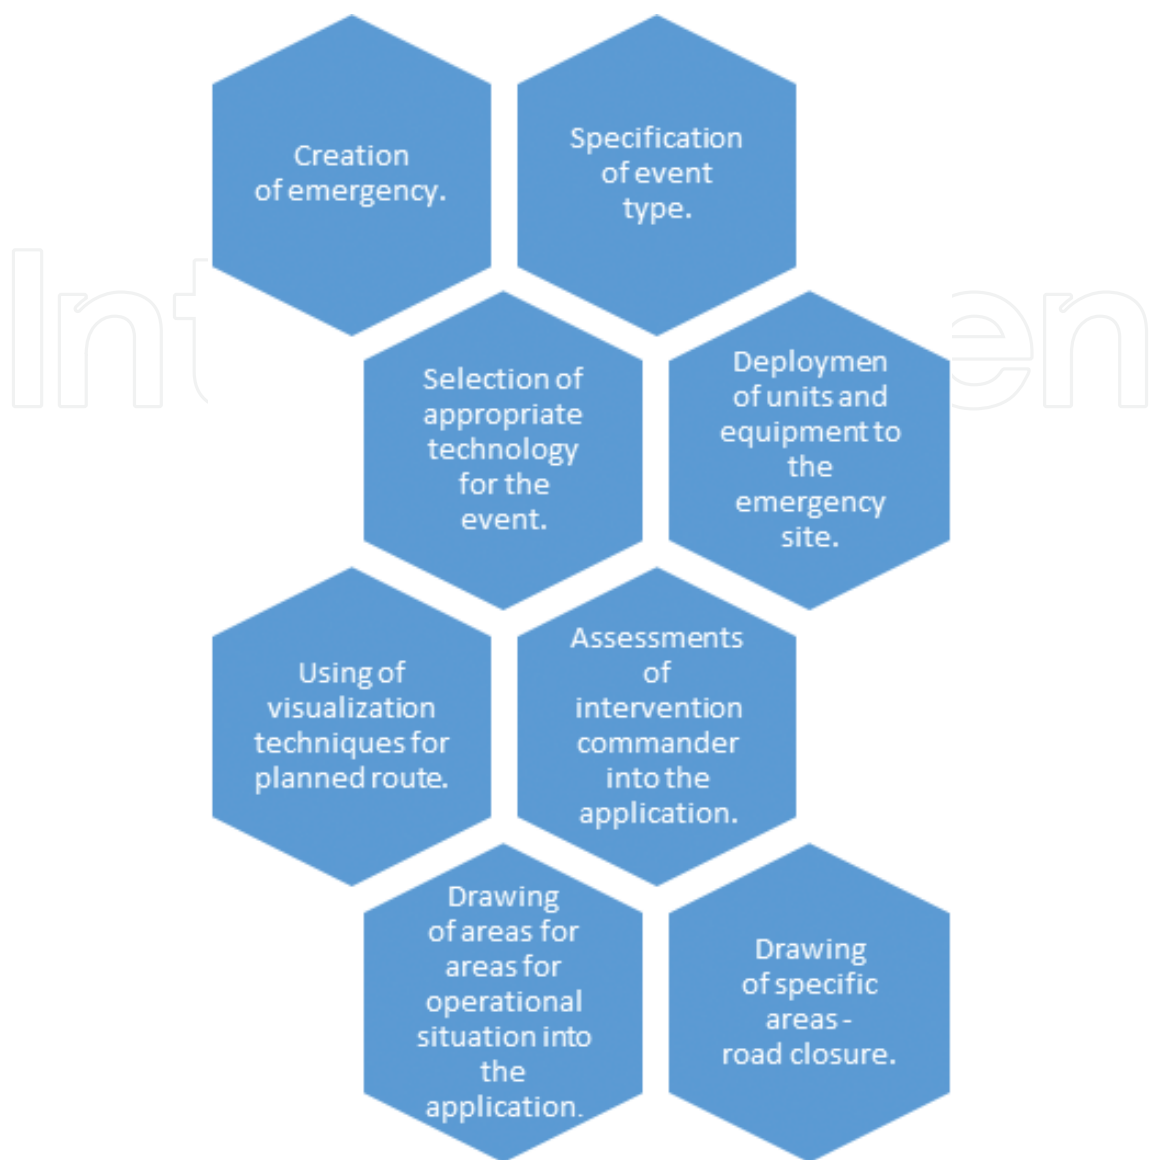 Creation
of emergency.
Specification
of event
type.
Selection of
appropriate
technology
for the
event.
Deploymen
of units and
equipment to
the
emergency
site.
Using of
visualization
techniques for
planned route.
Assessments
of
intervention
commander
into the
application.
Drawing
of areas for
areas for
operational
situation into
the
application.
Drawing
of specific
areas -
road closure.
Int
en